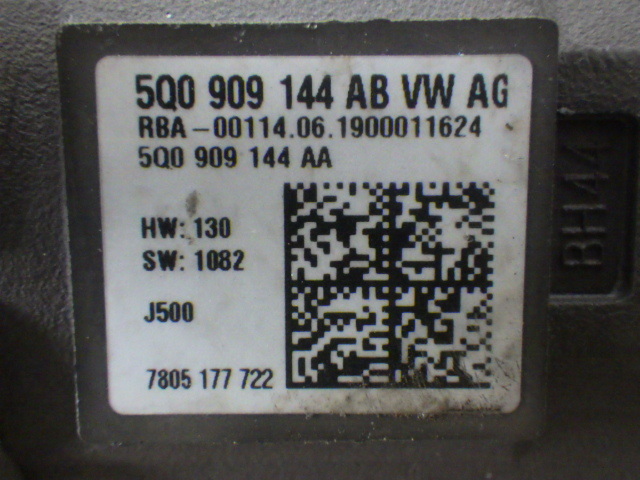 5Q0 909 144 AB VW AG
RBA-00114.06.1900011624
5Q0 909 144 AA
HW: 130
SW: 1082
J500
7805 177 722
BH44